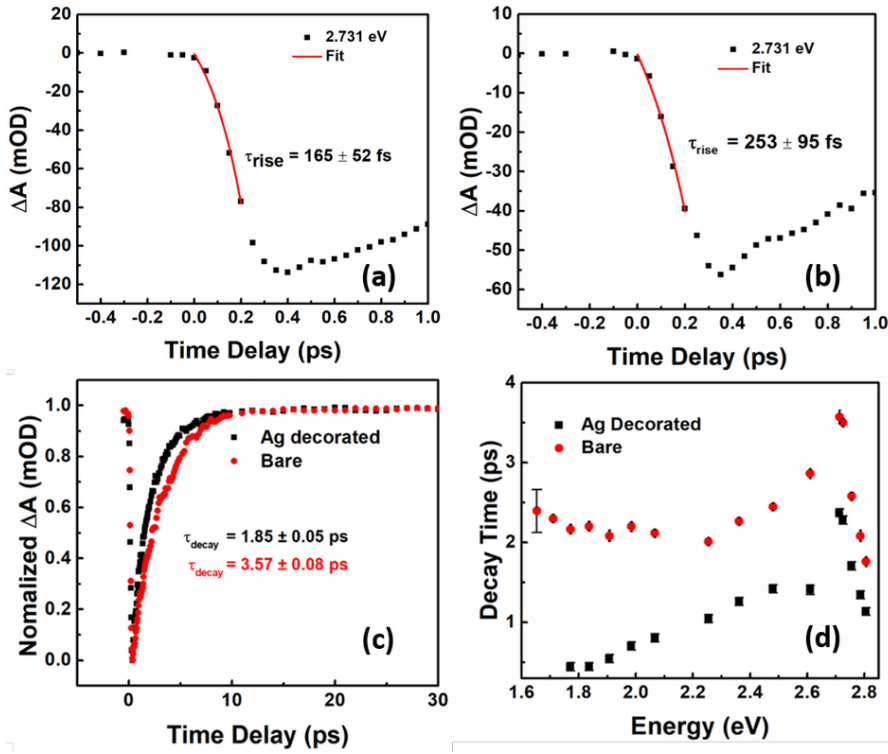 20
0
-20
-40
-60
-80
-100
-120
ΔA (mOD)
2.731 eV
Fit
τrise = 165 ± 52 fs
(a)
-0.4 -0.2 0.0 0.2 0.4 0.6 0.8 1.0
Time Delay (ps)
10
0
-10
-20
-30
-40
-50
-60
ΔA (mOD)
2.731 eV
Fit
τrise = 253 ± 95 fs
(b)
-0.4 -0.2 0.0 0.2 0.4 0.6 0.8 1.0
Time Delay (ps)
1.0
0.8
0.6
0.4
0.2
0.0
Nomalized ΔA (mOD)
Ag decorated
Bare
τdecay = 1.85 ± 0.05 ps
τdecay = 3.57 ± 0.08 ps
(c)
0 10 20 30
Time Delay (ps)
4
3
2
1
Decay Time (ps)
Ag Decorated
Bare
(d)
1.6 1.8 2.0 2.2 2.4 2.6 2.8
Energy (eV)